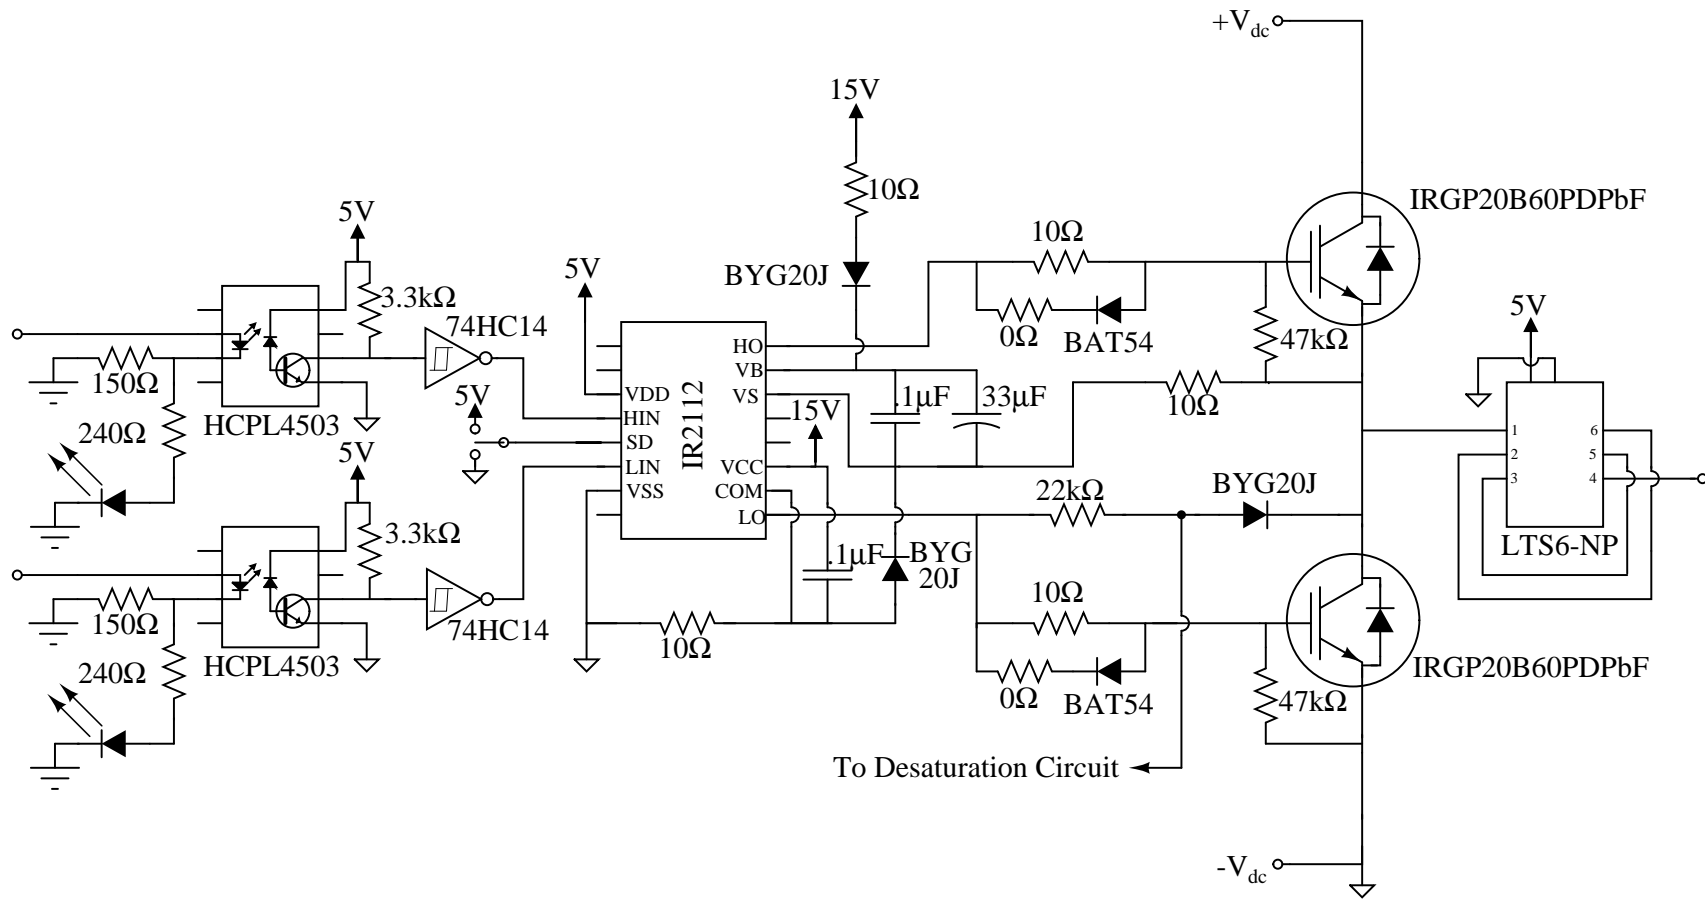 +Vdc
15V
10Ω
IRGP20B60PDPbF
5V
10Ω
BYG20J
5V
3.3kΩ
74HC14
0Ω
BAT54
47kΩ
5V
150Ω
HCPL4503
240Ω
5V
HO
VB
VS
VDD
HIN
SD
LIN
VSS
IR2112
VCC
COM
LO
.1µF
33µF
15V
10Ω
1
2
3
6
5
4
LTS6-NP
5V
22kΩ
BYG20J
3.3kΩ
.1µF
BYG
20J
150Ω
74HC14
10Ω
10Ω
HCPL4503
240Ω
0Ω
BAT54
47kΩ
IRGP20B60PDPbF
To Desaturation Circuit
-Vdc